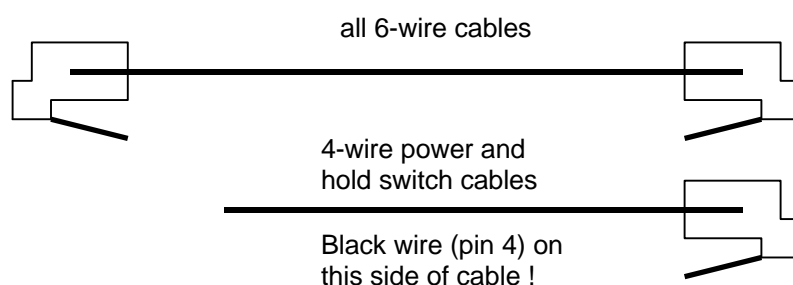 all 6-wire cables
4-wire power and
hold switch cables
Black wire (pin 4) on
this side of cable !